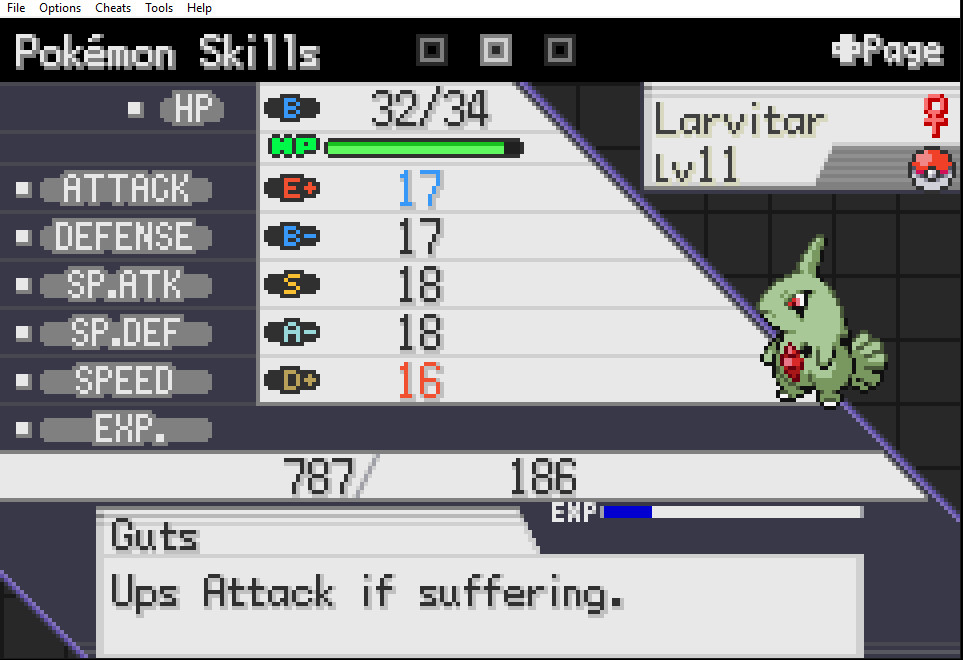 File Options Cheats Tools Help
Pokémon Skills Page
HP B 32/34
Larvitar
HP
Lv11
ATTACK E+ 17
DEFENSE B- 17
SP.ATK S 18
SP.DEF A- 18
SPEED D+ 16
EXP.
787/ 186
EXP
Guts
Ups Attack if suffering.